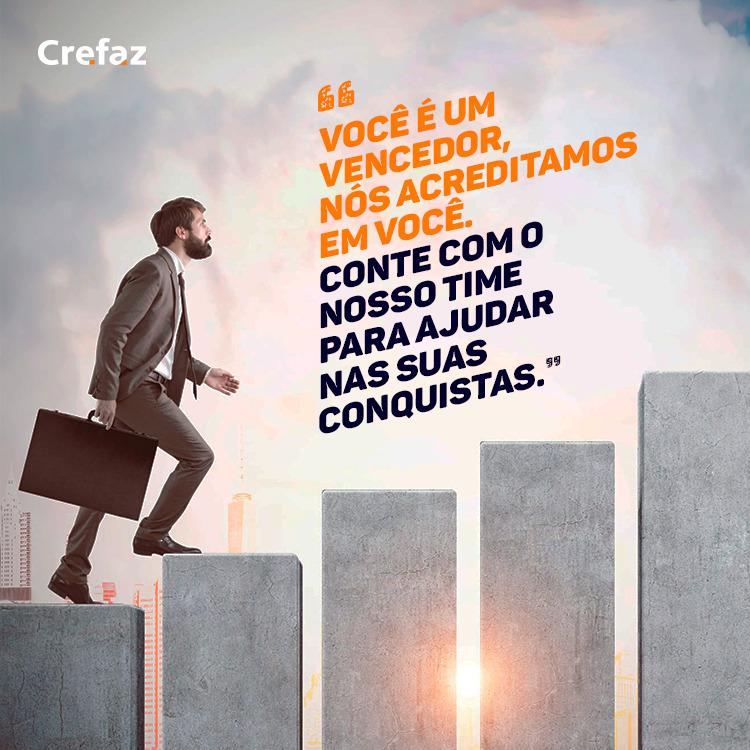 Crefaz
“
VOCÊ É UM
VENCEDOR,
NÓS ACREDITAMOS
EM VOCÊ.
CONTE COM O
NOSSO TIME
PARA AJUDAR
NAS SUAS
CONQUISTAS.”